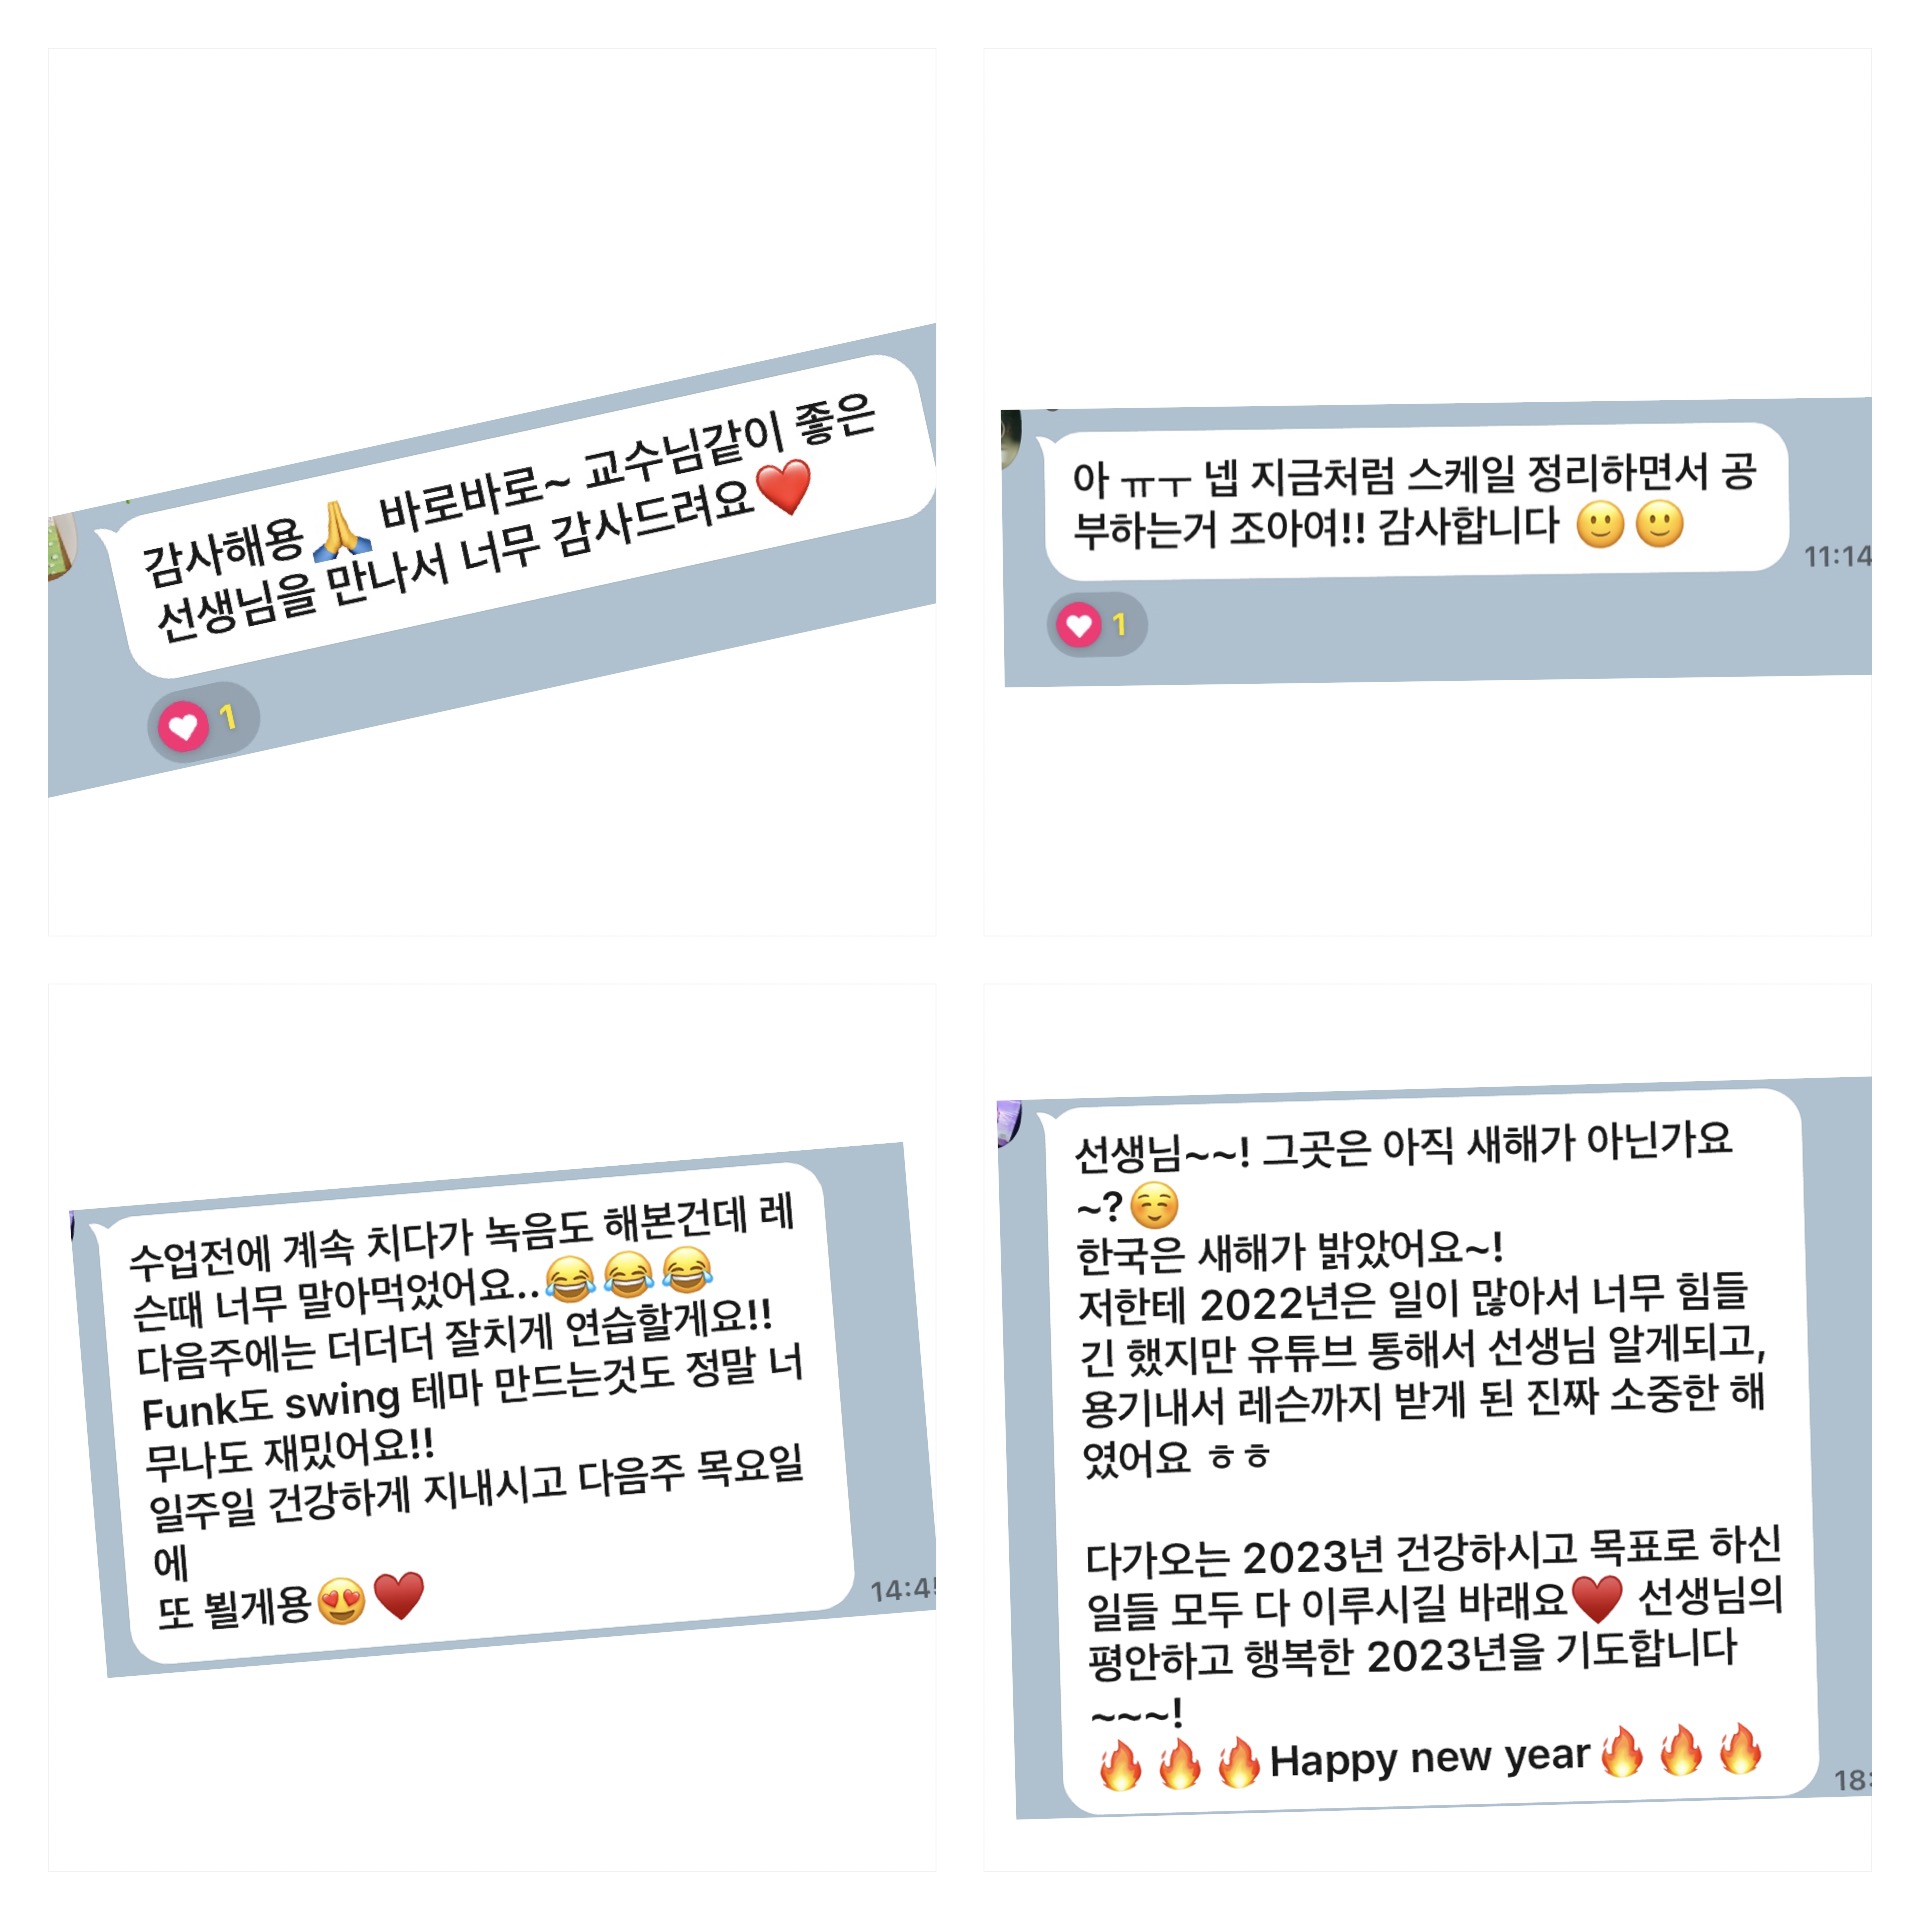 감사해용🙏 바로바로~ 교수님같이 좋은
선생님을 만나서 너무 감사드려요❤️
1
아 ㅠㅜ 넵 지금처럼 스케일 정리하면서 공
부하는거 조아여!! 감사합니다 🙂🙂
11:14
1
수업전에 계속 치다가 녹음도 해본건데 레
슨때 너무 말아먹었어요..😂😂😂
다음주에는 더더더 잘치게 연습할게요!!
Funk도 swing 테마 만드는것도 정말 너
무나도 재밌어요!!
일주일 건강하게 지내시고 다음주 목요일
에
또 뵐게용😍♥️
14:4
선생님~~! 그곳은 아직 새해가 아닌가요
~?☺️
한국은 새해가 밝았어요~!
저한테 2022년은 일이 많아서 너무 힘들
긴 했지만 유튜브 통해서 선생님 알게되고,
용기내서 레슨까지 받게 된 진짜 소중한 해
였어요 ㅎㅎ
다가오는 2023년 건강하시고 목표로 하신
일들 모두 다 이루시길 바래요♥️ 선생님의
평안하고 행복한 2023년을 기도합니다
~~~!
🔥🔥🔥Happy new year🔥🔥🔥
18: